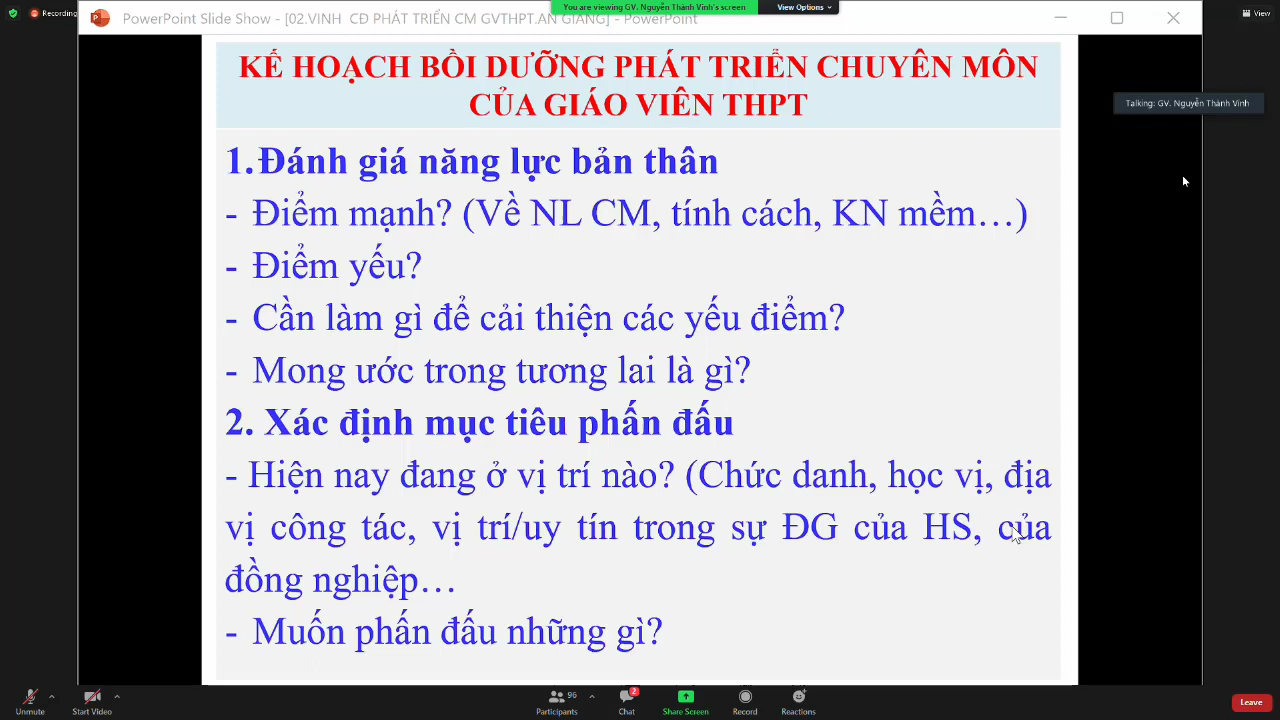 PowerPoint Slide Show - [02.VINH CĐ PHÁT TRIỂN CM GVTHPT.AN GIANG] - PowerPoint
You are viewing GV. Nguyễn Thành Vinh's screen
View Options
Recording
View
Talking: GV. Nguyễn Thành Vinh
KẾ HOẠCH BỒI DƯỠNG PHÁT TRIỂN CHUYÊN MÔN
CỦA GIÁO VIÊN THPT
1.Đánh giá năng lực bản thân
- Điểm mạnh? (Về NL CM, tính cách, KN mềm…)
- Điểm yếu?
- Cần làm gì để cải thiện các yếu điểm?
- Mong ước trong tương lai là gì?
2. Xác định mục tiêu phấn đấu
- Hiện nay đang ở vị trí nào? (Chức danh, học vị, địa
vị công tác, vị trí/uy tín trong sự ĐG của HS, của
đồng nghiệp…
- Muốn phấn đấu những gì?
Unmute
Start Video
Participants
96
Chat
2
Share Screen
Record
Reactions
Leave